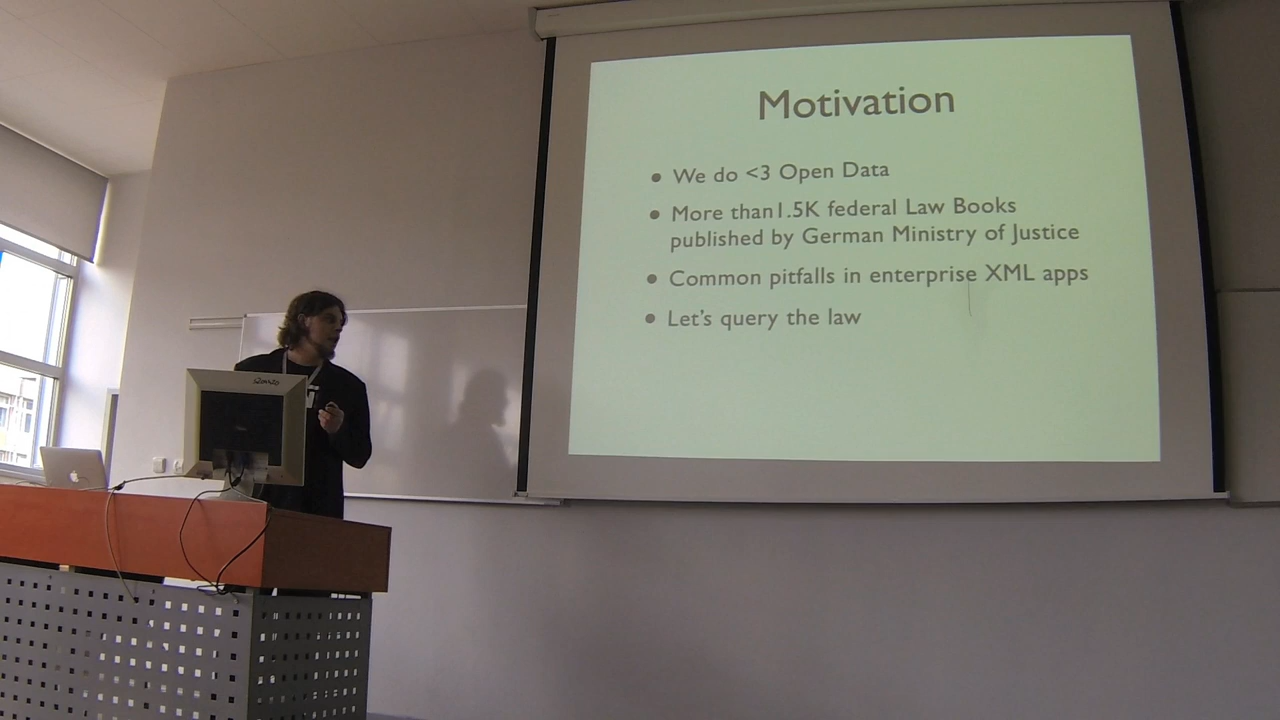 Motivation
• We do <3 Open Data
• More than1.5K federal Law Books
published by German Ministry of Justice
• Common pitfalls in enterprise XML apps
• Let's query the law